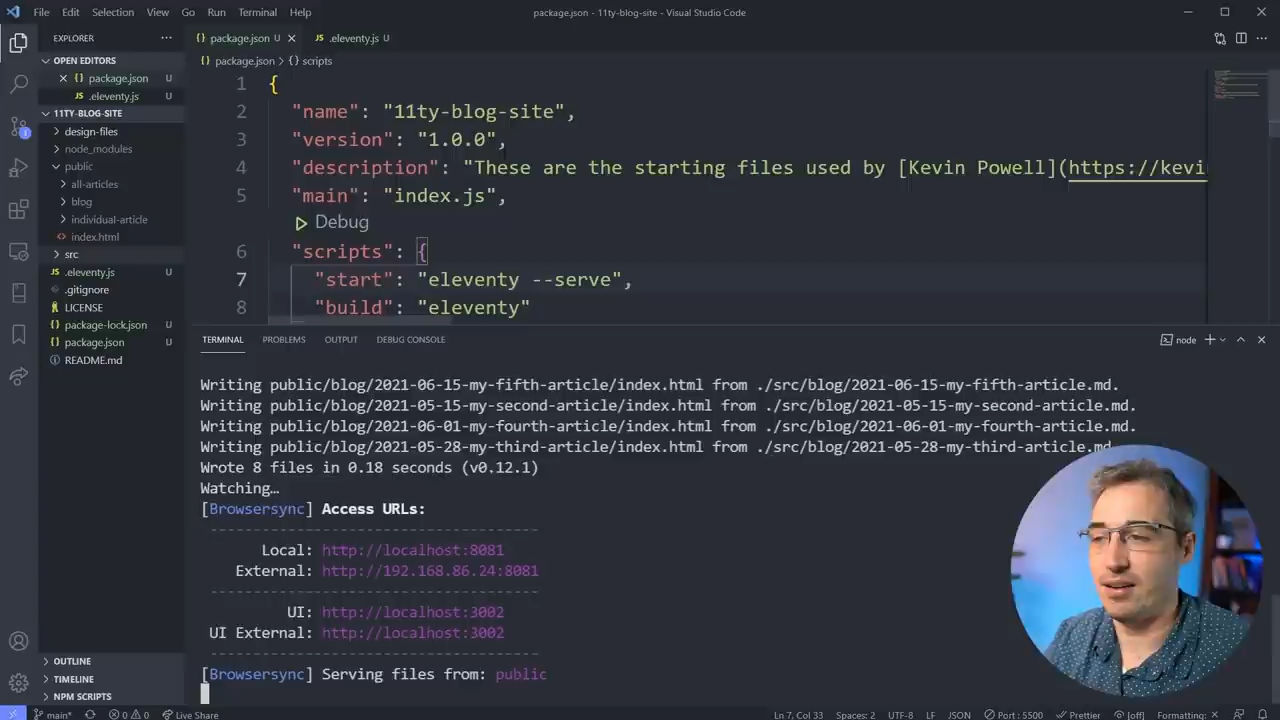 File Edit Selection View Go Run Terminal Help
package.json - 11ty-blog-site - Visual Studio Code
EXPLORER
OPEN EDITORS
package.json U
.eleventy.js U
11TY-BLOG-SITE
design-files
node_modules
public
all-articles
blog
individual-article
index.html
src
.eleventy.js U
.gitignore
LICENSE
package-lock.json U
package.json U
README.md
OUTLINE
TIMELINE
NPM SCRIPTS
package.json U
.eleventy.js U
package.json > {} scripts
1 {
2 "name": "11ty-blog-site",
3 "version": "1.0.0",
4 "description": "These are the starting files used by [Kevin Powell](https://kevi
5 "main": "index.js",
Debug
6 "scripts": {
7 "start": "eleventy --serve",
8 "build": "eleventy"
TERMINAL PROBLEMS OUTPUT DEBUG CONSOLE
node
Writing public/blog/2021-06-15-my-fifth-article/index.html from ./src/blog/2021-06-15-my-fifth-article.md.
Writing public/blog/2021-05-15-my-second-article/index.html from ./src/blog/2021-05-15-my-second-article.md.
Writing public/blog/2021-06-01-my-fourth-article/index.html from ./src/blog/2021-06-01-my-fourth-article.md.
Writing public/blog/2021-05-28-my-third-article/index.html from ./src/blog/2021-05-28-my-third-article.md.
Wrote 8 files in 0.18 seconds (v0.12.1)
Watching…
[Browsersync] Access URLs:
--------------------------------------
Local: http://localhost:8081
External: http://192.168.86.24:8081
--------------------------------------
UI: http://localhost:3002
UI External: http://localhost:3002
--------------------------------------
[Browsersync] Serving files from: public
main* 0 0 Live Share
Ln 7, Col 33 Spaces: 2 UTF-8 LF JSON Port : 5500 Prettier [off] Formatting: